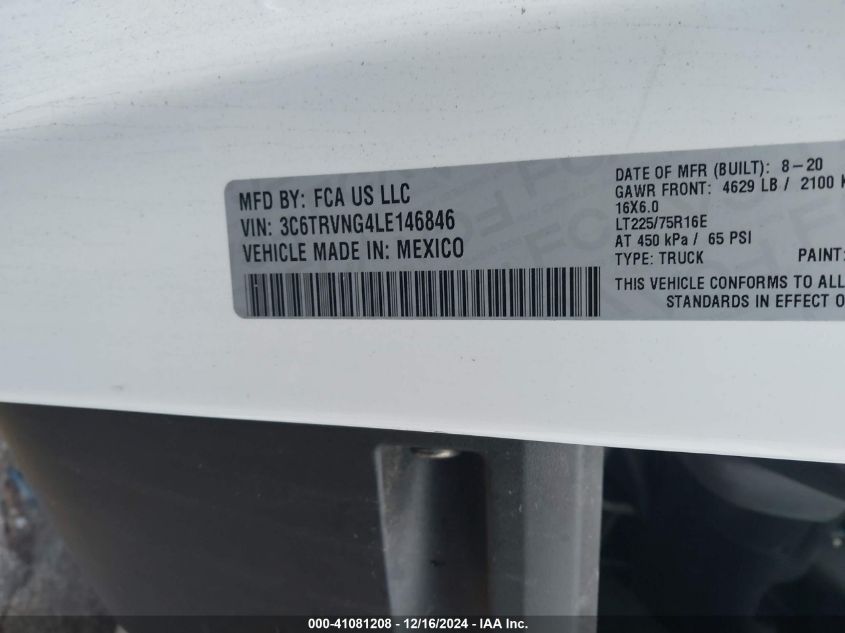 MFD BY: FCA US LLC
VIN: 3C6TRVNG4LE146846
VEHICLE MADE IN: MEXICO
DATE OF MFR (BUILT): 8-20
GAWR FRONT: 4629 LB / 2100 K
16X6.0
LT225/75R16E
AT 450 kPa / 65 PSI
TYPE: TRUCK PAINT:
THIS VEHICLE CONFORMS TO ALL
STANDARDS IN EFFECT O
000-41081208 - 12/16/2024 - IAA Inc.